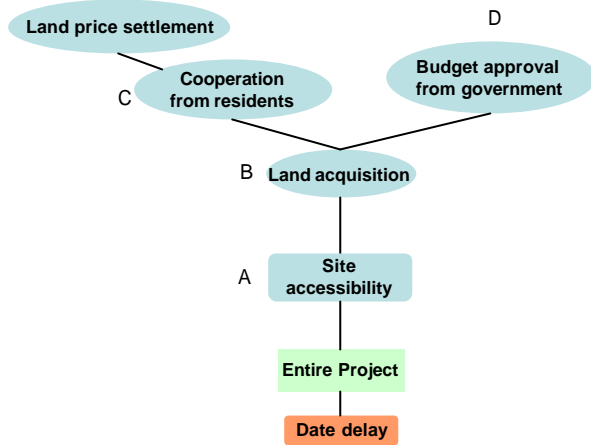 D
Land price settlement
Budget approval
from government
Cooperation
from residents
C
Land acquisition
B
Site
accessibility
A
Entire Project
Date delay